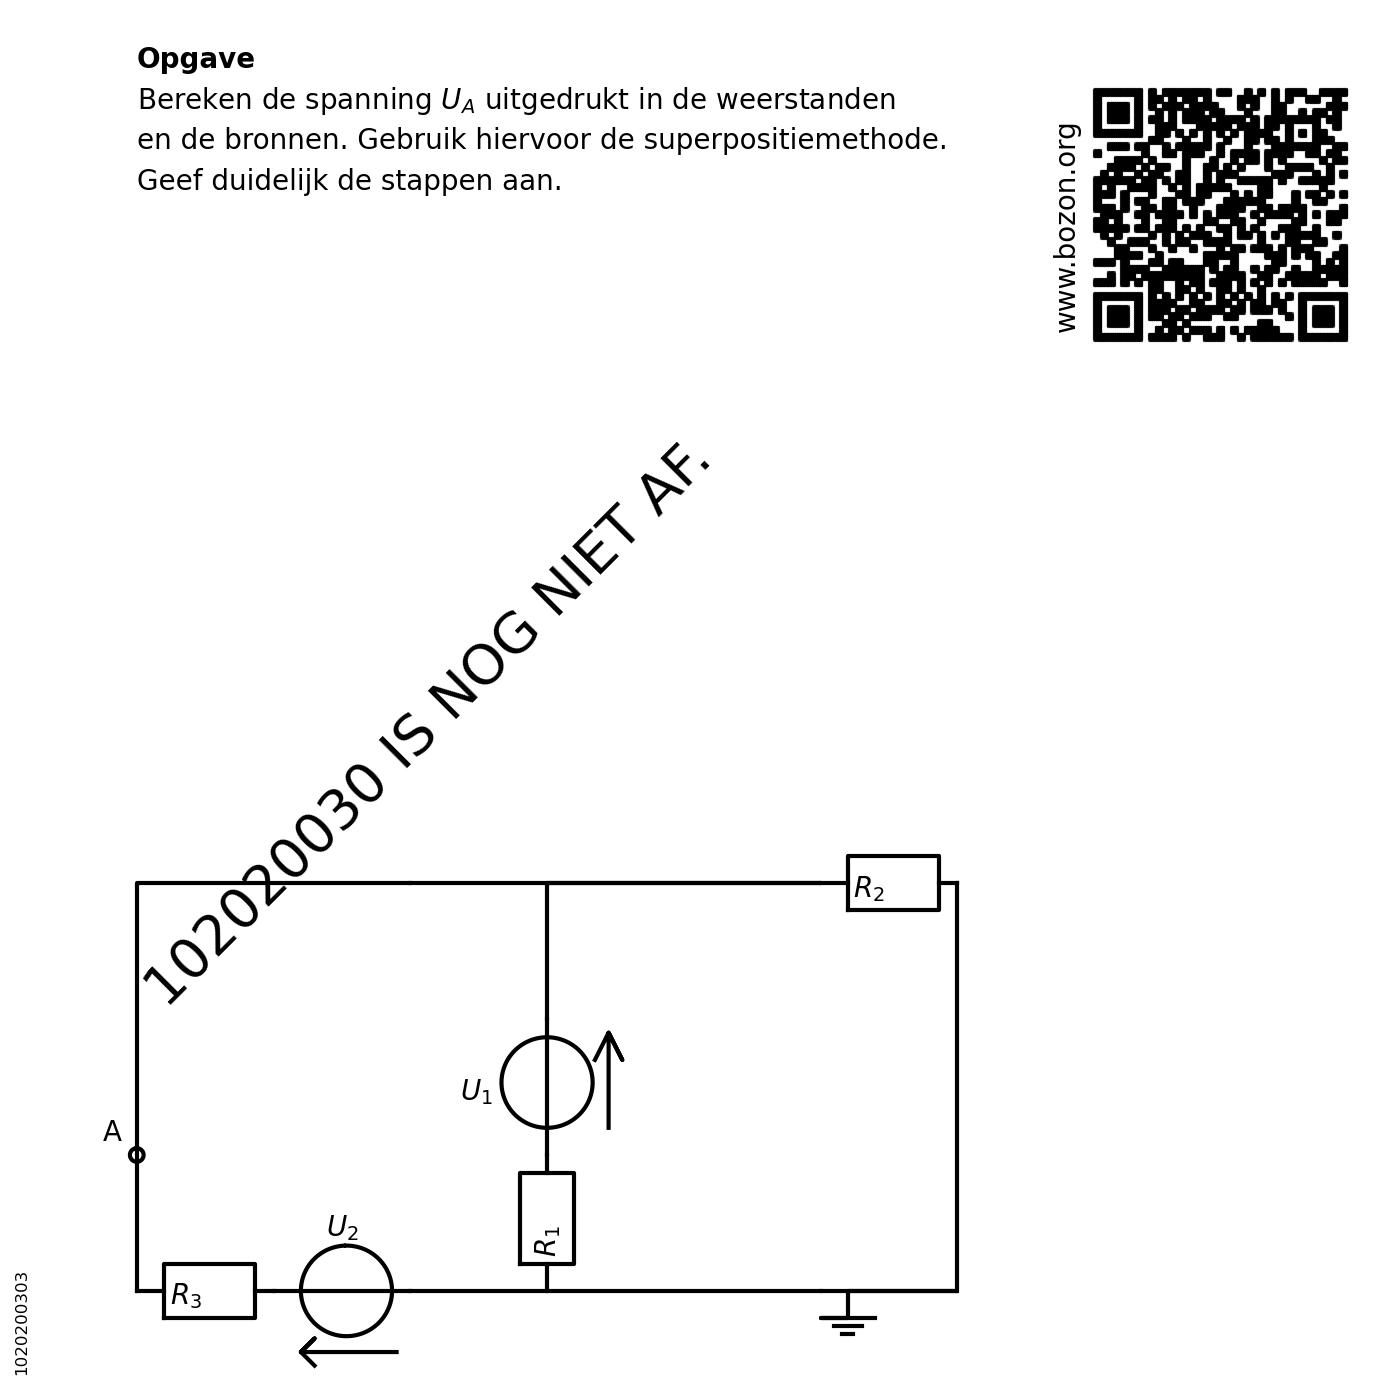 Opgave
Bereken de spanning U_A uitgedrukt in de weerstanden
en de bronnen. Gebruik hiervoor de superpositiemethode.
Geef duidelijk de stappen aan.
www.bozon.org
102020030 IS NOG NIET AF.
R_2
U_1
A
R_1
U_2
R_3
1020200303